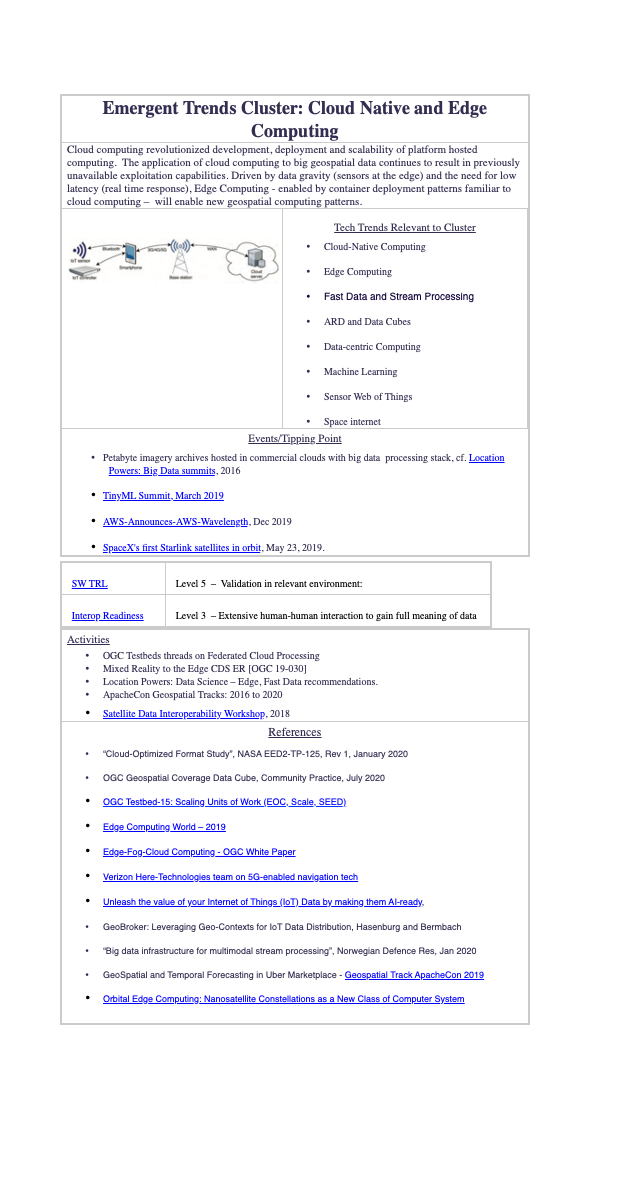 Emergent Trends Cluster: Cloud Native and Edge
Computing
Cloud computing revolutionized development, deployment and scalability of platform hosted
computing.  The application of cloud computing to big geospatial data continues to result in previously
unavailable exploitation capabilities. Driven by data gravity (sensors at the edge) and the need for low
latency (real time response), Edge Computing - enabled by container deployment patterns familiar to
cloud computing –  will enable new geospatial computing patterns.
IoT sensor
Bluetooth
Smartphone
3G/4G/5G
Base station
WAN
Cloud
server
IoT controller
Tech Trends Relevant to Cluster
• Cloud-Native Computing
• Edge Computing
• Fast Data and Stream Processing
• ARD and Data Cubes
• Data-centric Computing
• Machine Learning
• Sensor Web of Things
• Space internet
Events/Tipping Point
• Petabyte imagery archives hosted in commercial clouds with big data  processing stack, cf. Location
Powers: Big Data summits, 2016
• TinyML Summit, March 2019
• AWS-Announces-AWS-Wavelength, Dec 2019
• SpaceX's first Starlink satellites in orbit, May 23, 2019.
SW TRL Level 5  –  Validation in relevant environment:
Interop Readiness Level 3  – Extensive human-human interaction to gain full meaning of data
Activities
• OGC Testbeds threads on Federated Cloud Processing
• Mixed Reality to the Edge CDS ER [OGC 19-030]
• Location Powers: Data Science – Edge, Fast Data recommendations.
• ApacheCon Geospatial Tracks: 2016 to 2020
• Satellite Data Interoperability Workshop, 2018
References
• “Cloud-Optimized Format Study”, NASA EED2-TP-125, Rev 1, January 2020
• OGC Geospatial Coverage Data Cube, Community Practice, July 2020
• OGC Testbed-15: Scaling Units of Work (EOC, Scale, SEED)
• Edge Computing World – 2019
• Edge-Fog-Cloud Computing - OGC White Paper
• Verizon Here-Technologies team on 5G-enabled navigation tech
• Unleash the value of your Internet of Things (IoT) Data by making them AI-ready,
• GeoBroker: Leveraging Geo-Contexts for IoT Data Distribution, Hasenburg and Bermbach
• “Big data infrastructure for multimodal stream processing”, Norwegian Defence Res, Jan 2020
• GeoSpatial and Temporal Forecasting in Uber Marketplace - Geospatial Track ApacheCon 2019
• Orbital Edge Computing: Nanosatellite Constellations as a New Class of Computer System